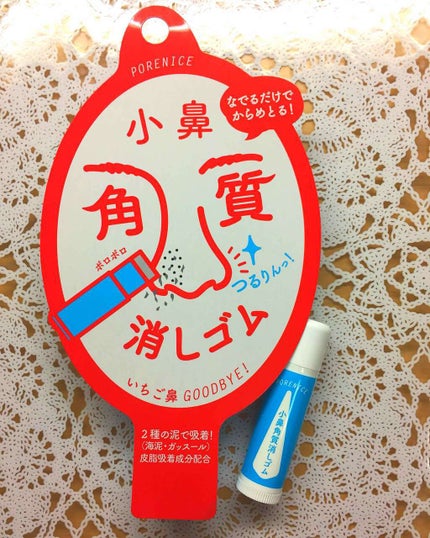 PORENICE
なでるだけで
からめとる!
小鼻
角質
ポロポロ
つるりんっ!
消しゴム
いちご鼻 GOODBYE!
2種の泥で吸着!
(海泥・ガッスール)
皮脂吸着成分配合
PORENICE
小鼻角質消しゴム